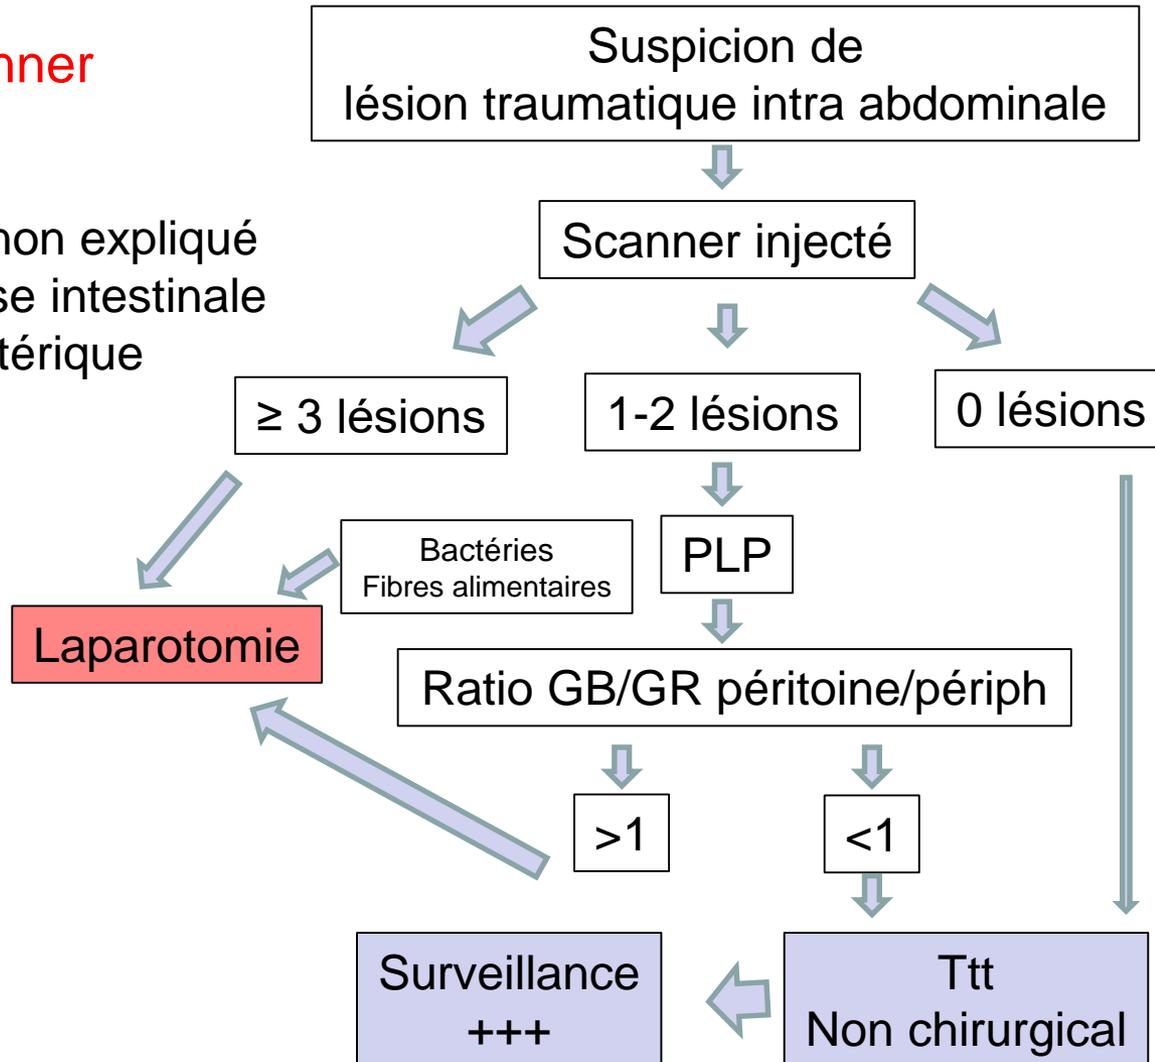 nner
non expliqué
se intestinale
térique
Suspicion de
lésion traumatique intra abdominale
Scanner injecté
≥ 3 lésions
1-2 lésions
0 lésions
Bactéries
Fibres alimentaires
PLP
Laparotomie
Ratio GB/GR péritoine/périph
>1
<1
Surveillance
+++
Ttt
Non chirurgical